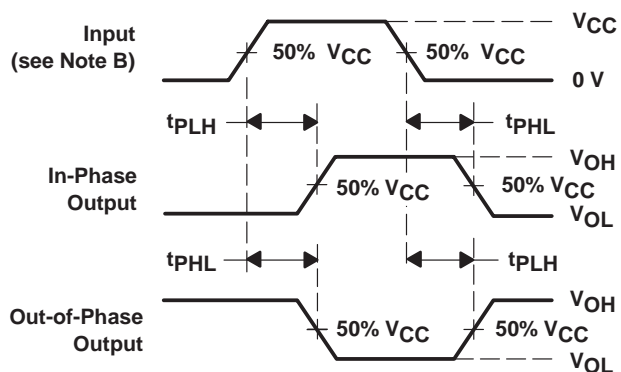 Input
(see Note B)
50% VCC
50% VCC
VCC
0 V
tPLH
tPHL
In-Phase
Output
50% VCC
50% VCC
VOH
VOL
tPHL
tPLH
Out-of-Phase
Output
50% VCC
50% VCC
VOH
VOL